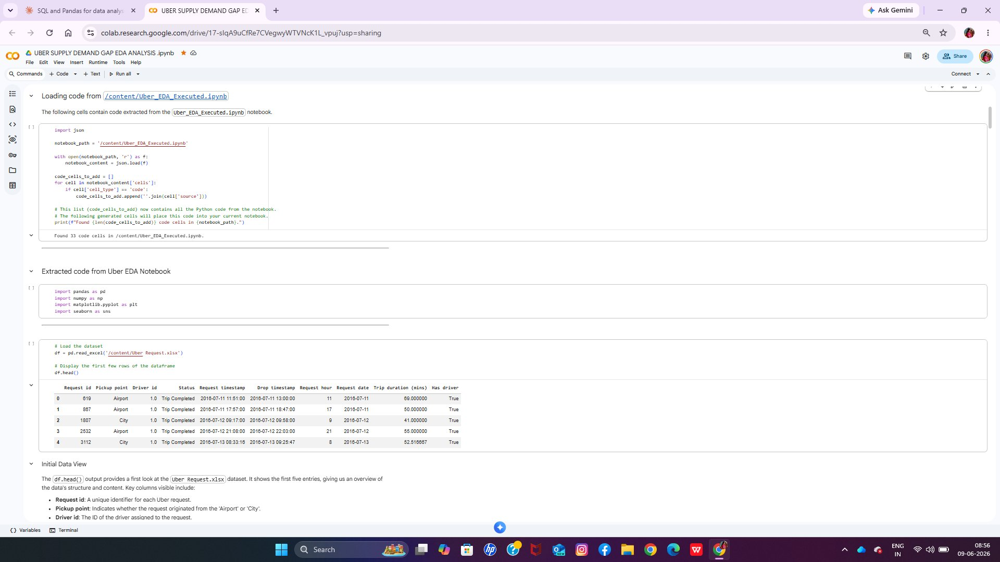 SQL and Pandas for data analys
UBER SUPPLY DEMAND GAP ED
Ask Gemini
colab.research.google.com/drive/17-sIqA9uCfRe7CVegwyWTVNcK1L_vpuj?usp=sharing
UBER SUPPLY DEMAND GAP EDA ANALYSIS .ipynb
File Edit View Insert Runtime Tools Help
Share
Commands + Code + Text Run all
Connect
Loading code from /content/Uber_EDA_Executed.ipynb
The following cells contain code extracted from the Uber_EDA_Executed.ipynb notebook.
[ ]
import json
notebook_path = '/content/Uber_EDA_Executed.ipynb'
with open(notebook_path, 'r') as f:
notebook_content = json.load(f)
code_cells_to_add = []
for cell in notebook_content['cells']:
if cell['cell_type'] == 'code':
code_cells_to_add.append(''.join(cell['source']))
# This list (code_cells_to_add) now contains all the Python code from the notebook.
# The following generated cells will place this code into your current notebook.
print(f"Found {len(code_cells_to_add)} code cells in {notebook_path}.")
Found 33 code cells in /content/Uber_EDA_Executed.ipynb.
Extracted code from Uber EDA Notebook
[ ]
import pandas as pd
import numpy as np
import matplotlib.pyplot as plt
import seaborn as sns
[ ]
# Load the dataset
df = pd.read_excel('/content/Uber Request.xlsx')
# Display the first few rows of the dataframe
df.head()
Request id Pickup point Driver id Status Request timestamp Drop timestamp Request hour Request date Trip duration (mins) Has driver
0 619 Airport 1.0 Trip Completed 2016-07-11 11:51:00 2016-07-11 13:00:00 11 2016-07-11 69.000000 True
1 867 Airport 1.0 Trip Completed 2016-07-11 17:57:00 2016-07-11 18:47:00 17 2016-07-11 50.000000 True
2 1807 City 1.0 Trip Completed 2016-07-12 09:17:00 2016-07-12 09:58:00 9 2016-07-12 41.000000 True
3 2532 Airport 1.0 Trip Completed 2016-07-12 21:08:00 2016-07-12 22:03:00 21 2016-07-12 55.000000 True
4 3112 City 1.0 Trip Completed 2016-07-13 08:33:16 2016-07-13 09:25:47 8 2016-07-13 52.516667 True
Initial Data View
The df.head() output provides a first look at the Uber Request.xlsx dataset. It shows the first five entries, giving us an overview of
the data's structure and content. Key columns visible include:
• Request id: A unique identifier for each Uber request.
• Pickup point: Indicates whether the request originated from the 'Airport' or 'City'.
• Driver id: The ID of the driver assigned to the request.
Variables Terminal
Search
ENG
IN
08:56
09-06-2026